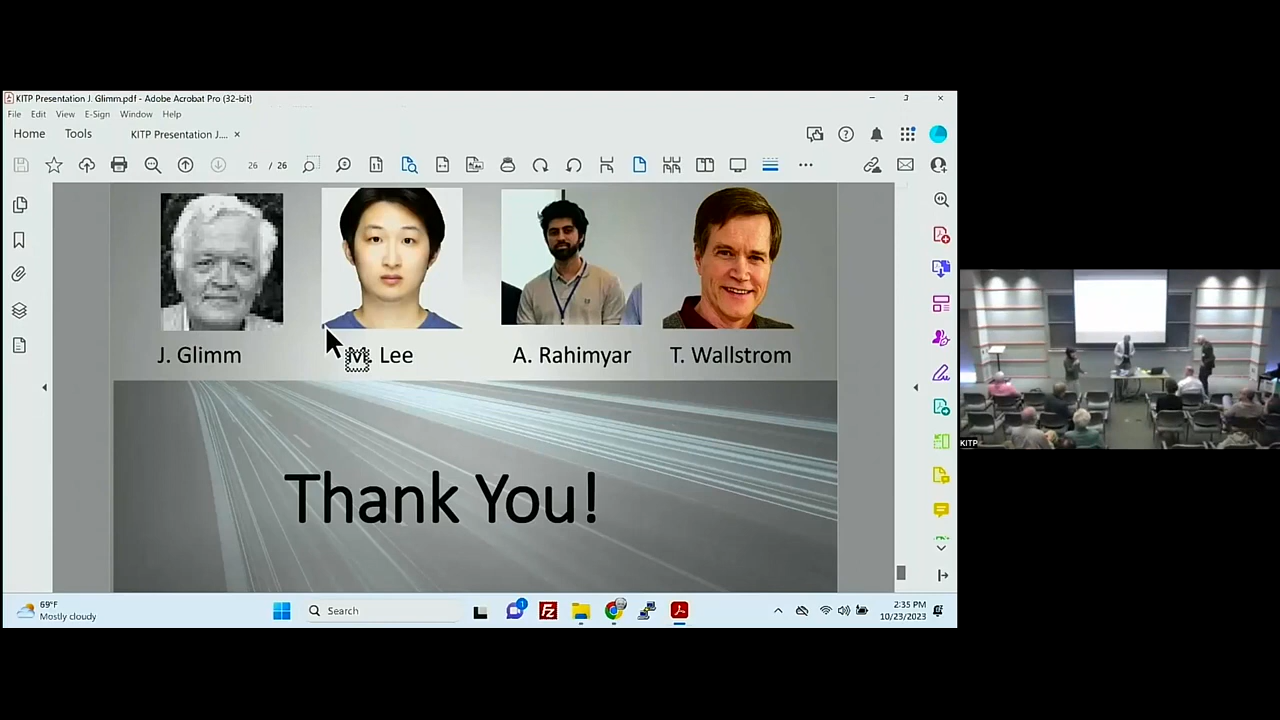 KITP Presentation J. Glimm.pdf - Adobe Acrobat Pro (32-bit)
File Edit View E-Sign Window Help
Home Tools KITP Presentation J.... ×
26 / 26
J. Glimm M. Lee A. Rahimyar T. Wallstrom
Thank You!
KITP
69°F
Mostly cloudy
Search
1
2:35 PM
10/23/2023